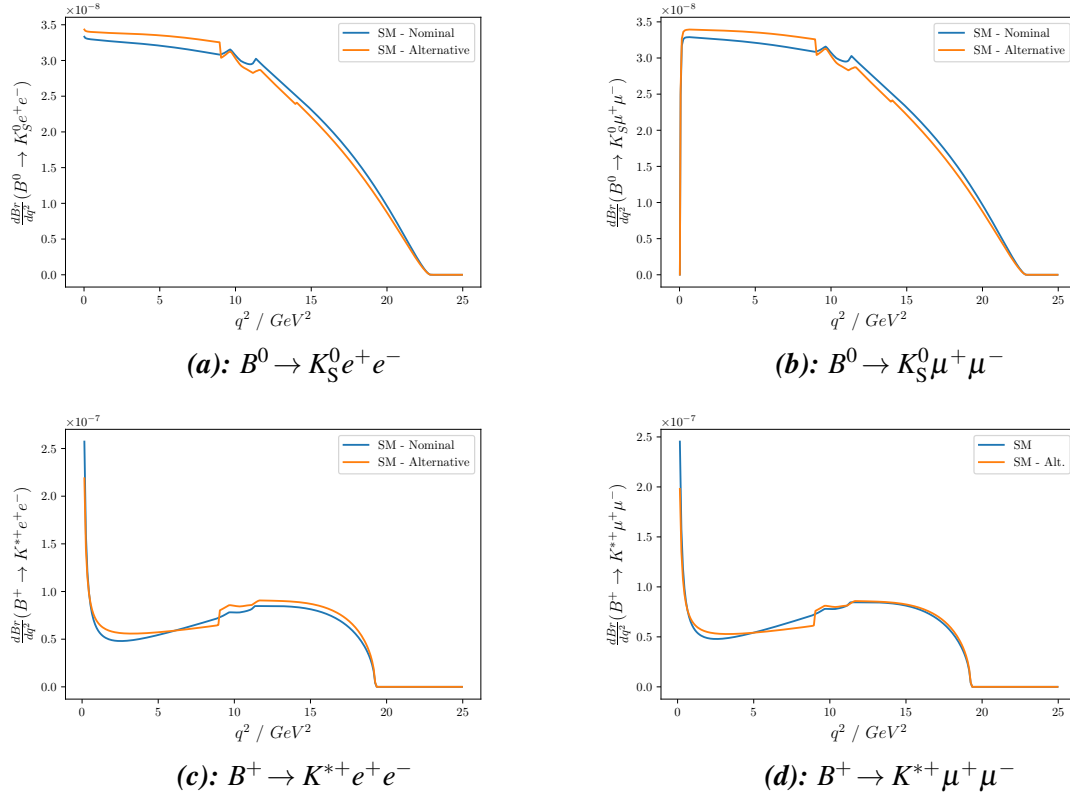 ×10−8
3.5
3.0
2.5
2.0
1.5
1.0
0.5
0.0
dBr/dq2 (B0 → K0S e+e−)
SM - Nominal
SM - Alternative
0 5 10 15 20 25
q2 / GeV2
(a): B0 → K0S e+e−
×10−8
3.5
3.0
2.5
2.0
1.5
1.0
0.5
0.0
dBr/dq2 (B0 → K0S μ+μ−)
SM - Nominal
SM - Alternative
0 5 10 15 20 25
q2 / GeV2
(b): B0 → K0S μ+μ−
×10−7
2.5
2.0
1.5
1.0
0.5
0.0
dBr/dq2 (B+ → K*+e+e−)
SM - Nominal
SM - Alternative
0 5 10 15 20 25
q2 / GeV2
(c): B+ → K*+e+e−
×10−7
2.5
2.0
1.5
1.0
0.5
0.0
dBr/dq2 (B+ → K*+μ+μ−)
SM
SM - Alt.
0 5 10 15 20 25
q2 / GeV2
(d): B+ → K*+μ+μ−